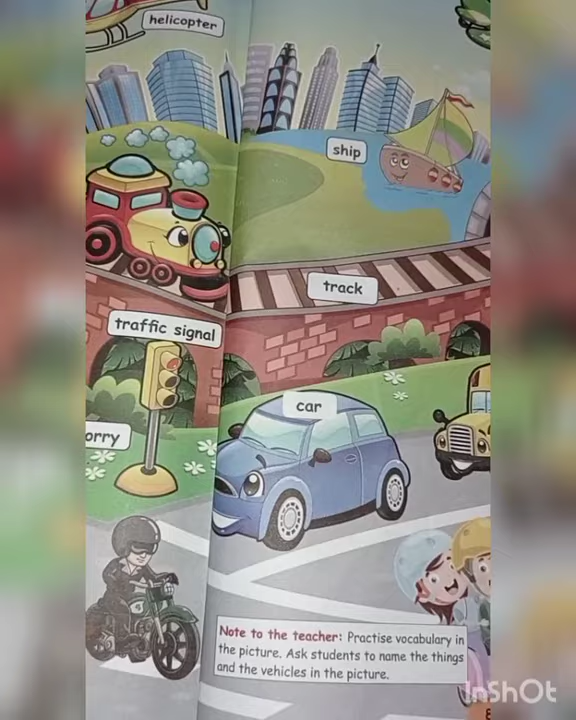 helicopter
ship
track
traffic signal
car
orry
Note to the teacher: Practise vocabulary in
the picture. Ask students to name the things
and the vehicles in the picture.
InShOt